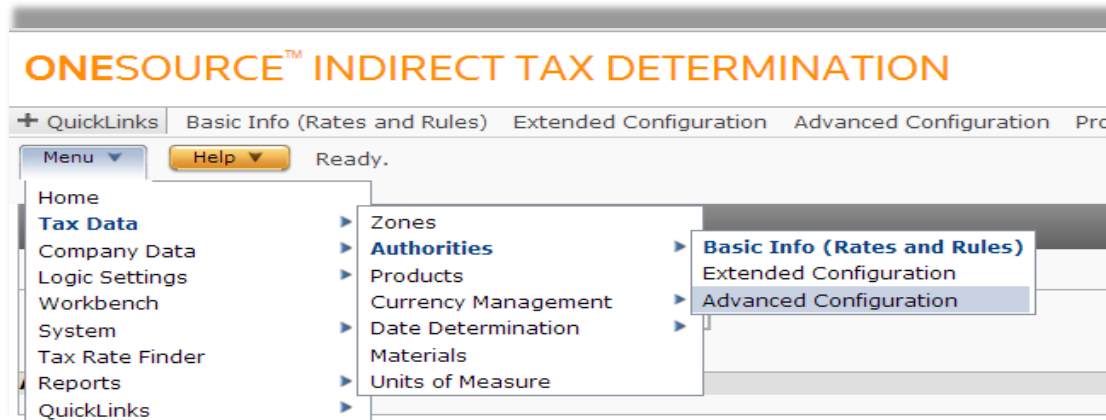 ONESOURCE™ INDIRECT TAX DETERMINATION
+ QuickLinks Basic Info (Rates and Rules) Extended Configuration Advanced Configuration Pro
Menu Help Ready.
Home
Tax Data
Company Data
Logic Settings
Workbench
System
Tax Rate Finder
Reports
QuickLinks
Zones
Authorities
Products
Currency Management
Date Determination
Materials
Units of Measure
Basic Info (Rates and Rules)
Extended Configuration
Advanced Configuration